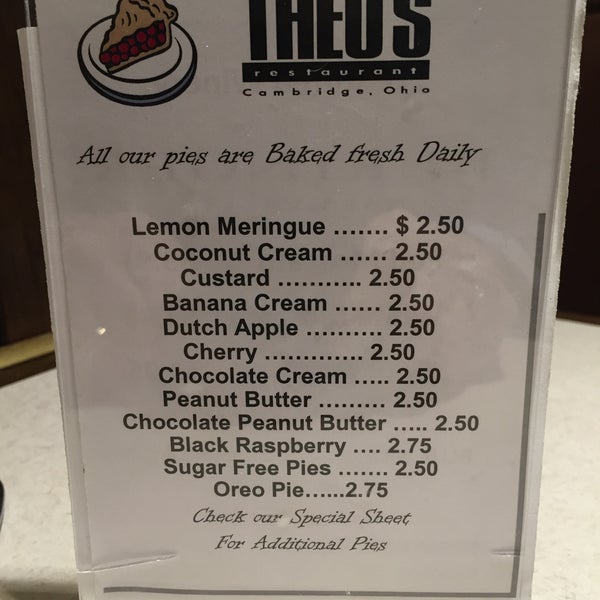 THEO'S
restaurant
Cambridge, Ohio
All our pies are Baked fresh Daily
Lemon Meringue ....... $ 2.50
Coconut Cream ...... 2.50
Custard ........... 2.50
Banana Cream ...... 2.50
Dutch Apple .......... 2.50
Cherry ............. 2.50
Chocolate Cream ..... 2.50
Peanut Butter ......... 2.50
Chocolate Peanut Butter ..... 2.50
Black Raspberry .... 2.75
Sugar Free Pies ....... 2.50
Oreo Pie......2.75
Check our Special Sheet
For Additional Pies